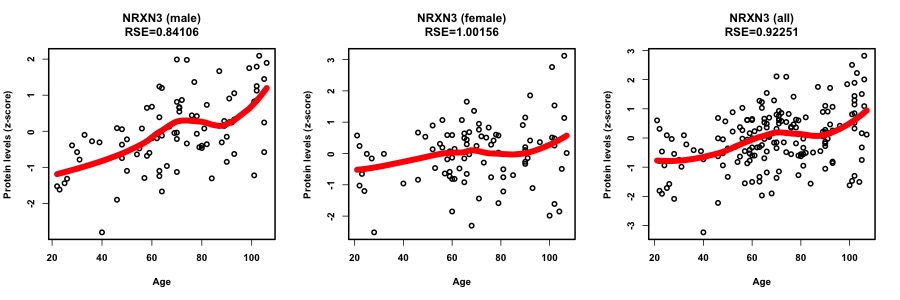 NRXN3 (male)
RSE=0.84106
Protein levels (z-score)
2
1
0
-1
-2
20 40 60 80 100
Age
NRXN3 (female)
RSE=1.00156
Protein levels (z-score)
3
2
1
0
-1
-2
20 40 60 80 100
Age
NRXN3 (all)
RSE=0.92251
Protein levels (z-score)
3
2
1
0
-1
-2
-3
20 40 60 80 100
Age